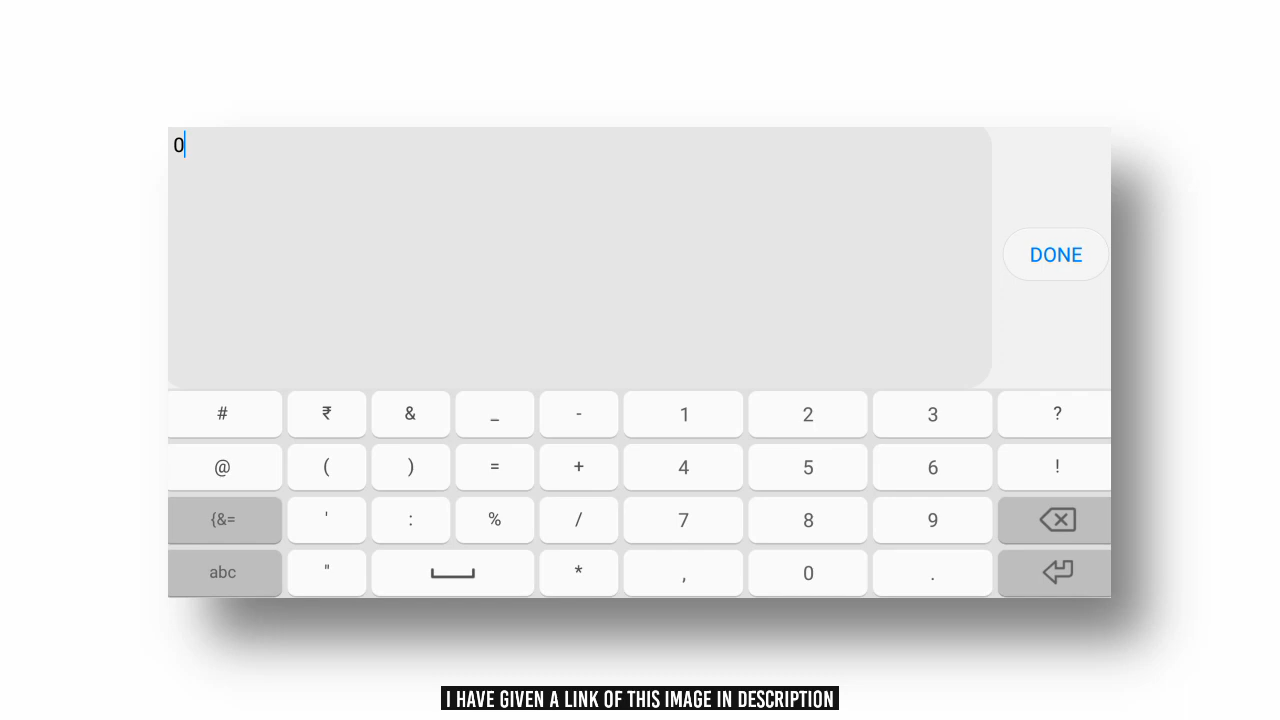 0
DONE
# ₹ & _ - 1 2 3 ?
@ ( ) = + 4 5 6 !
{&= ' : % / 7 8 9
abc " * , 0 .
I HAVE GIVEN A LINK OF THIS IMAGE IN DESCRIPTION